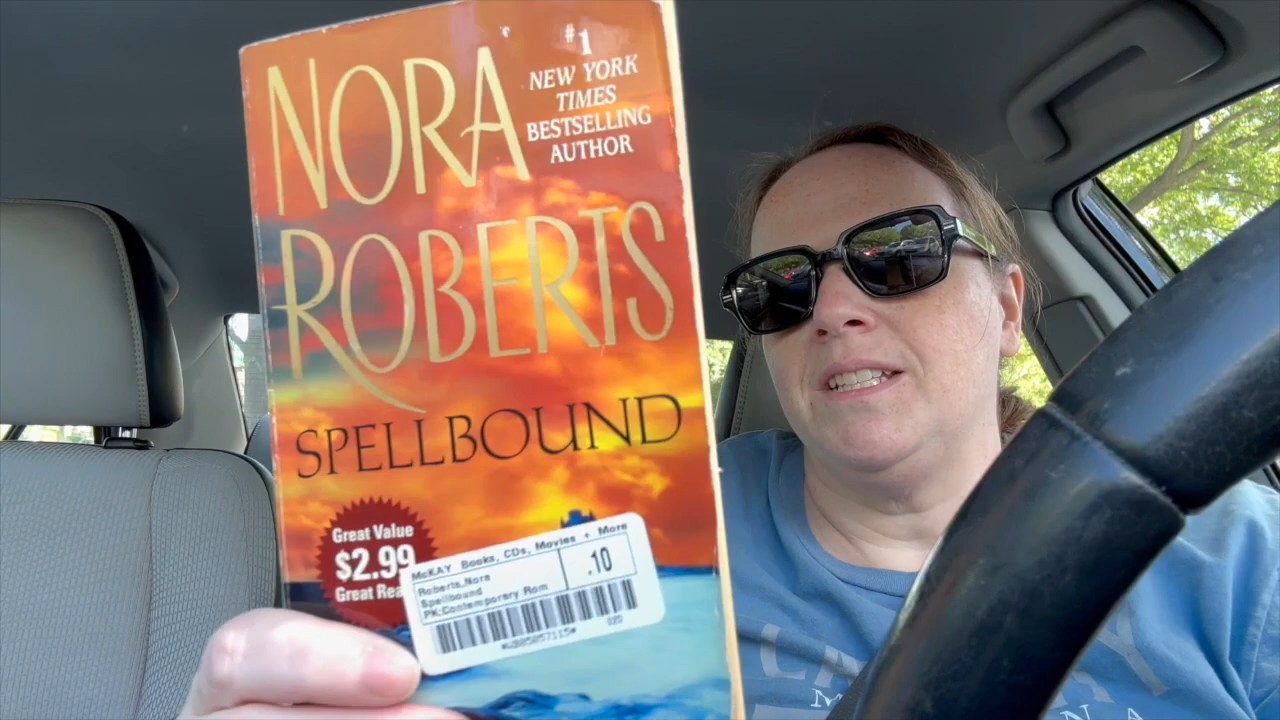 NORA
ROBERTS
#1
NEW YORK
TIMES
BESTSELLING
AUTHOR
SPELLBOUND
Great Value
$2.99
Great Rea
McKAY Books, CDs, Movies + More
Roberts,Nora
Spellbound
PK:Contemporary Rom
.10